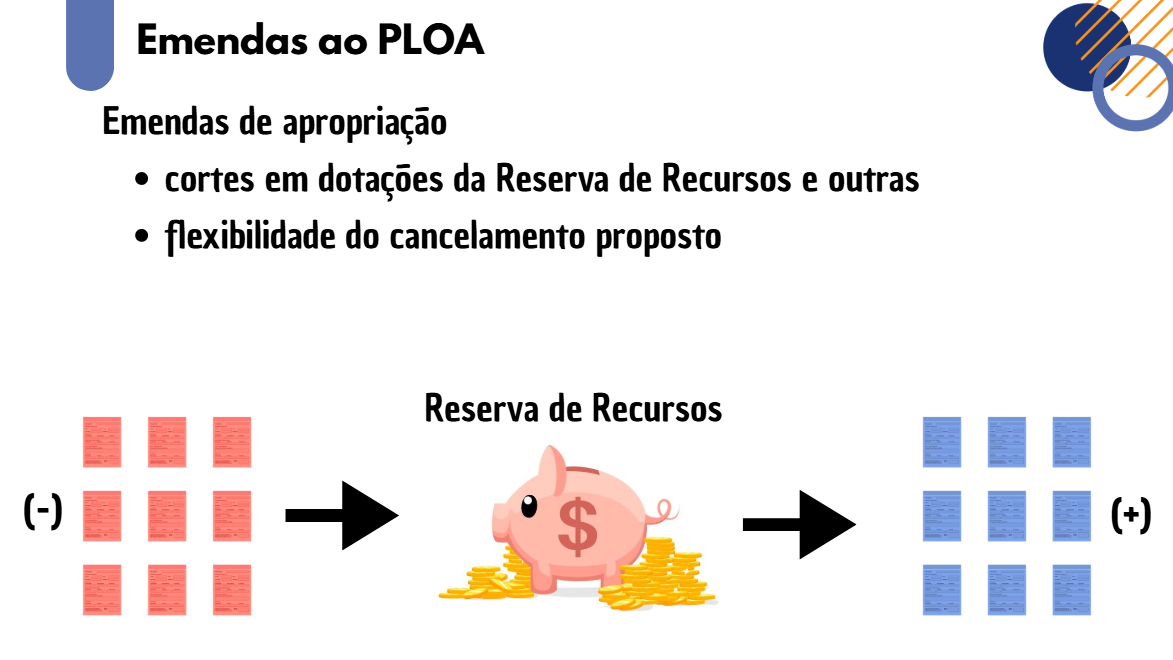 Emendas ao PLOA
Emendas de apropriação
• cortes em dotações da Reserva de Recursos e outras
• flexibilidade do cancelamento proposto
Reserva de Recursos
(-)
$
(+)